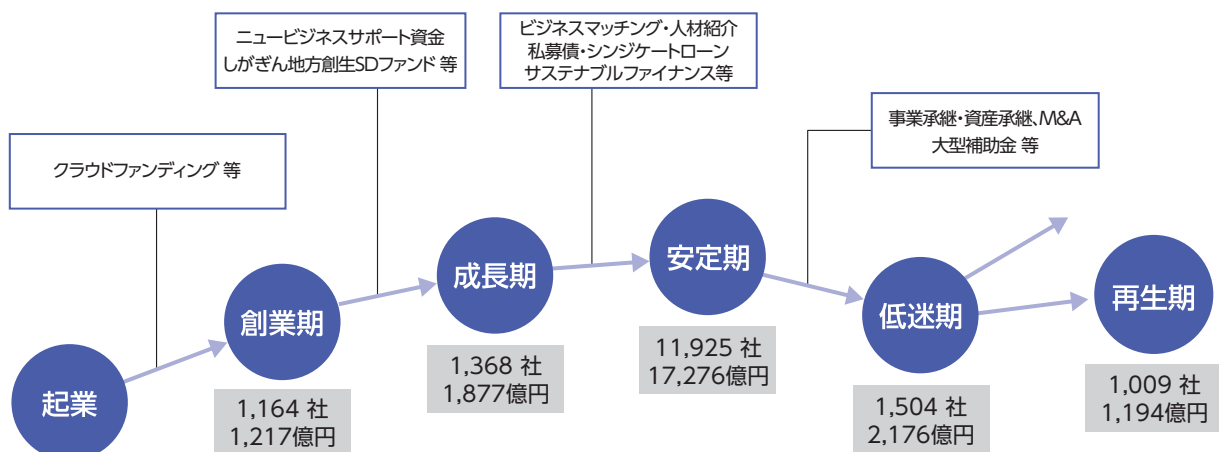 ニュービジネスサポート資金
しがぎん地方創生SDファンド 等
ビジネスマッチング・人材紹介
私募債・シンジケートローン
サステナブルファイナンス等
事業承継・資産承継、M&A
大型補助金 等
クラウドファンディング 等
起業
創業期
1,164 社
1,217億円
成長期
1,368 社
1,877億円
安定期
11,925 社
17,276億円
低迷期
1,504 社
2,176億円
再生期
1,009 社
1,194億円